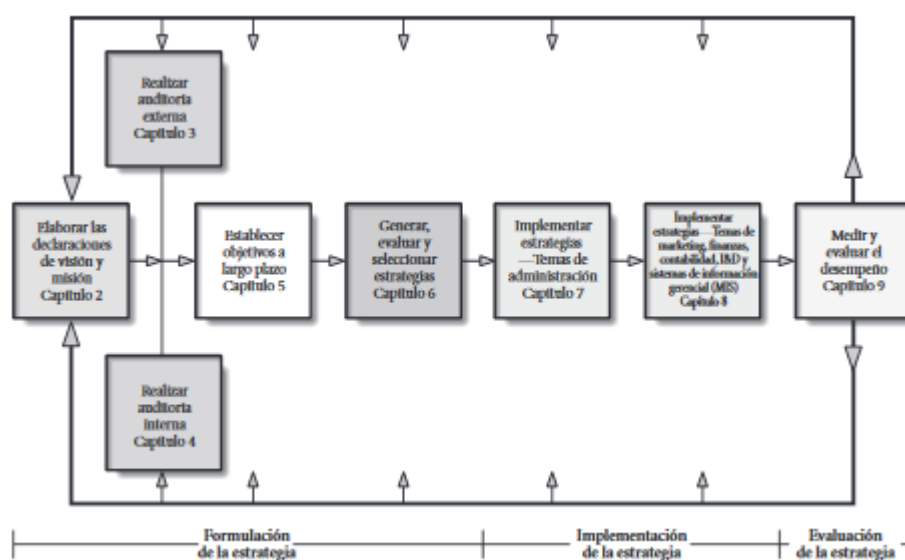 Realizar
auditoría
externa
Capítulo 3
Elaborar las
declaraciones
de visión y
misión
Capítulo 2
Establecer
objetivos a
largo plazo
Capítulo 5
Generar,
evaluar y
seleccionar
estrategias
Capítulo 6
Implementar
estrategias
—Temas de
administración
Capítulo 7
Implementar
estrategias—Temas de
marketing, finanzas,
contabilidad, I&D y
sistemas de información
gerencial (MIS)
Capítulo 8
Medir y
evaluar el
desempeño
Capítulo 9
Realizar
auditoría
interna
Capítulo 4
Formulación
de la estrategia
Implementación
de la estrategia
Evaluación
de la estrategia